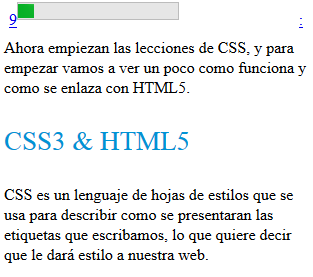 9 :
Ahora empiezan las lecciones de CSS, y para
empezar vamos a ver un poco como funciona y
como se enlaza con HTML5.
CSS3 & HTML5
CSS es un lenguaje de hojas de estilos que se
usa para describir como se presentaran las
etiquetas que escribamos, lo que quiere decir
que le dará estilo a nuestra web.